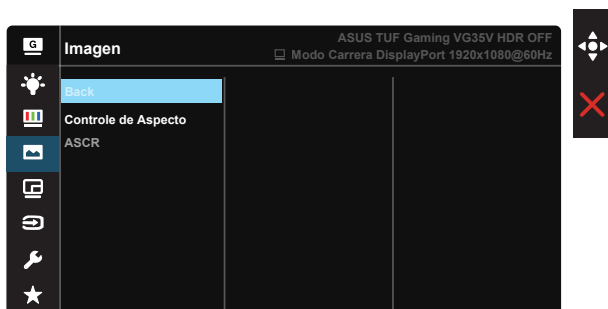 G
Imagen
ASUS TUF Gaming VG35V HDR OFF
Modo Carrera DisplayPort 1920x1080@60Hz
Back
Controle de Aspecto
ASCR